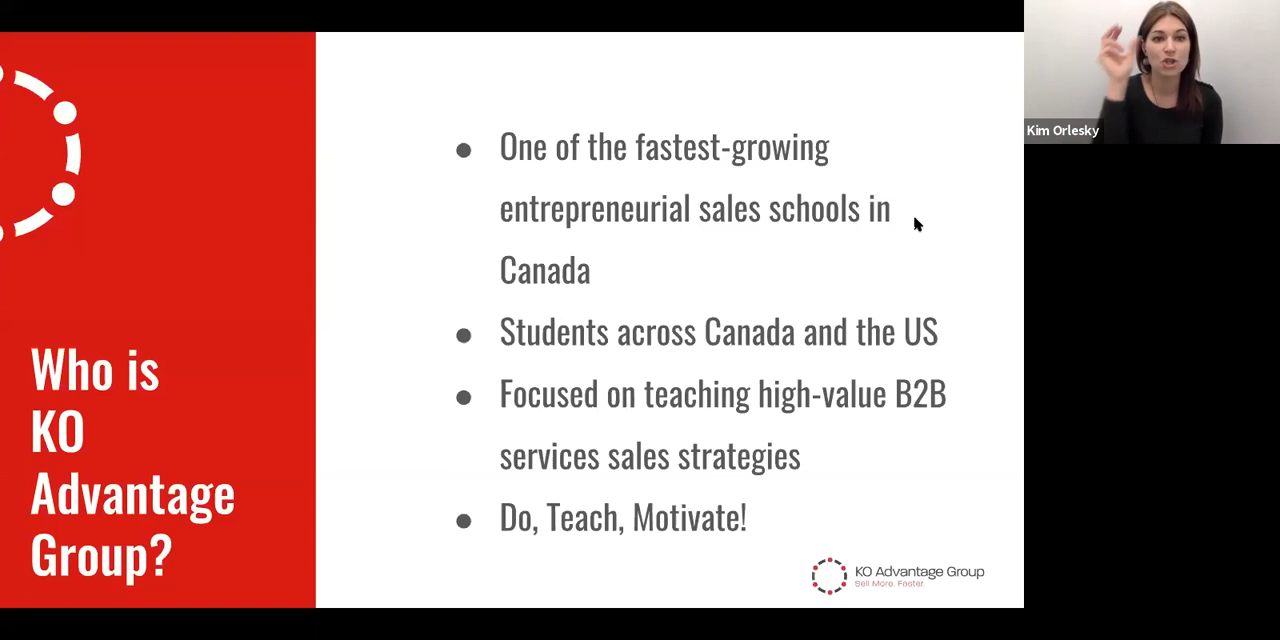 Who is
KO
Advantage
Group?
● One of the fastest-growing
entrepreneurial sales schools in
Canada
● Students across Canada and the US
● Focused on teaching high-value B2B
services sales strategies
● Do, Teach, Motivate!
KO Advantage Group
Sell More, Faster.
Kim Orlesky